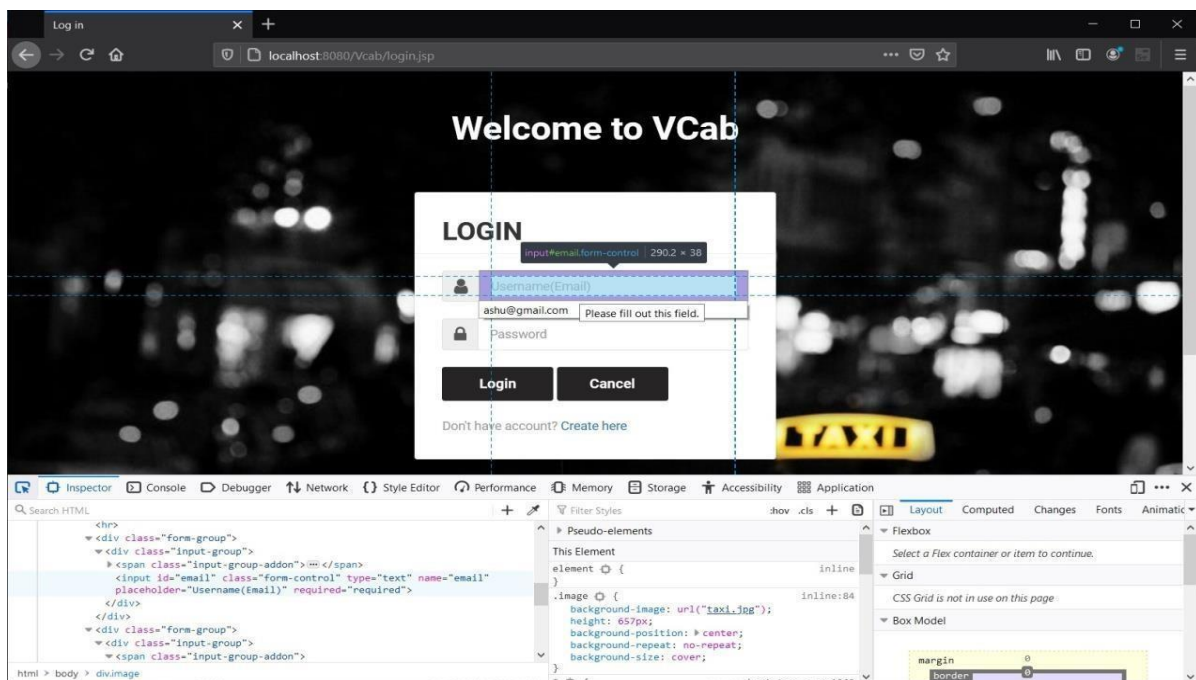 Log in
localhost:8080/Vcab/login.jsp
Welcome to VCab
LOGIN
input#email.form-control | 290.2 × 38
Username(Email)
ashu@gmail.com
Please fill out this field.
Password
Login Cancel
Don't have account? Create here
TAXI
Inspector Console Debugger Network {} Style Editor Performance Memory Storage Accessibility Application
Search HTML
<hr>
<div class="form-group">
<div class="input-group">
<span class="input-group-addon"> ⋯ </span>
<input id="email" class="form-control" type="text" name="email"
placeholder="Username(Email)" required="required">
</div>
</div>
<div class="form-group">
<div class="input-group">
<span class="input-group-addon">
html > body > div.image
Filter Styles :hov .cls
Pseudo-elements
This Element
element { inline
}
.image { inline:84
background-image: url("taxi.jpg");
height: 657px;
background-position: center;
background-repeat: no-repeat;
background-size: cover;
}
Layout Computed Changes Fonts Animatic
Flexbox
Select a Flex container or item to continue.
Grid
CSS Grid is not in use on this page
Box Model
margin 0
border 0